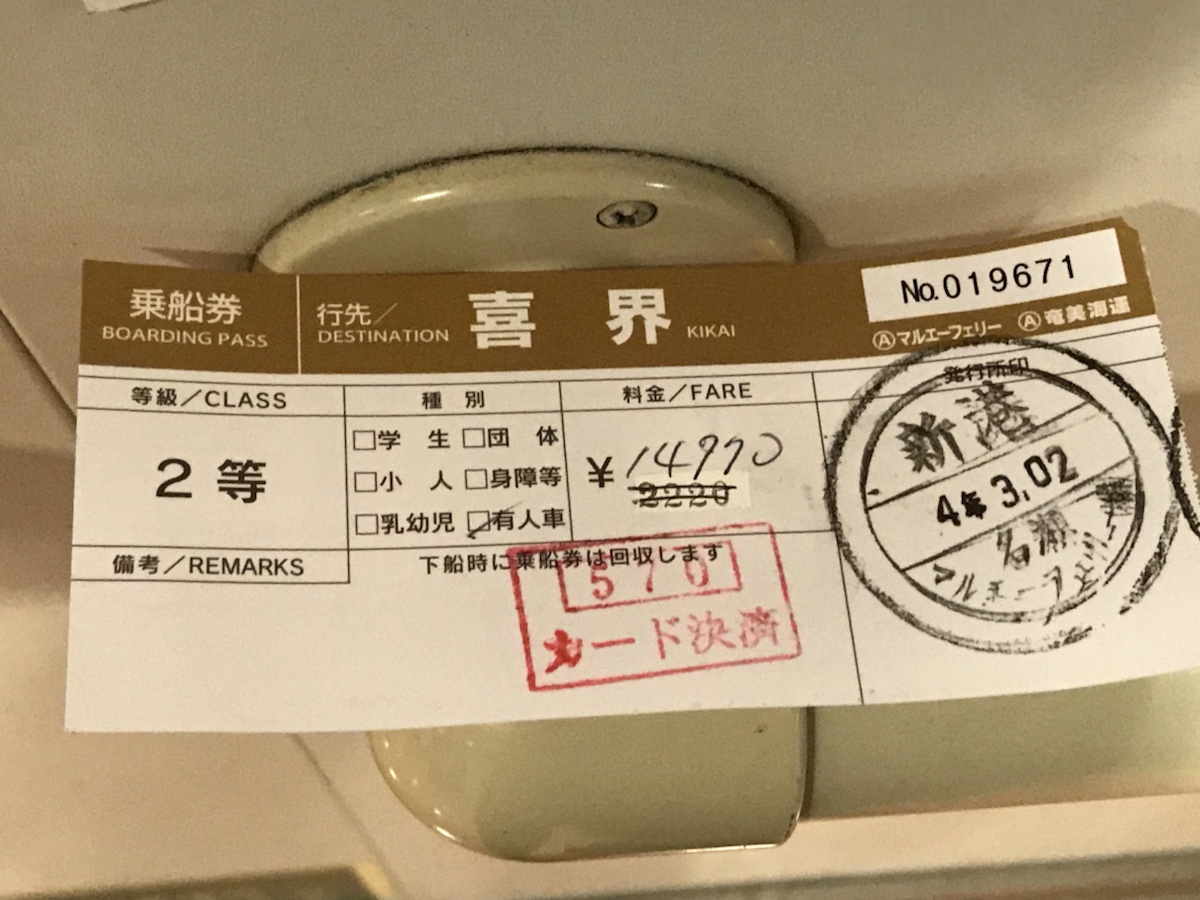 乗船券
BOARDING PASS
行先/
DESTINATION
喜界
KIKAI
No.019671
Ⓐマルエーフェリー Ⓐ奄美海運
等級/CLASS
種別
料金/FARE
発行所印
2等
□学生 □団体
□小人 □身障等
□乳幼児 □有人車
¥14970
2220
新港
4年3.02
名瀬
備考/REMARKS
下船時に乗船券は回収します
570
カード決済